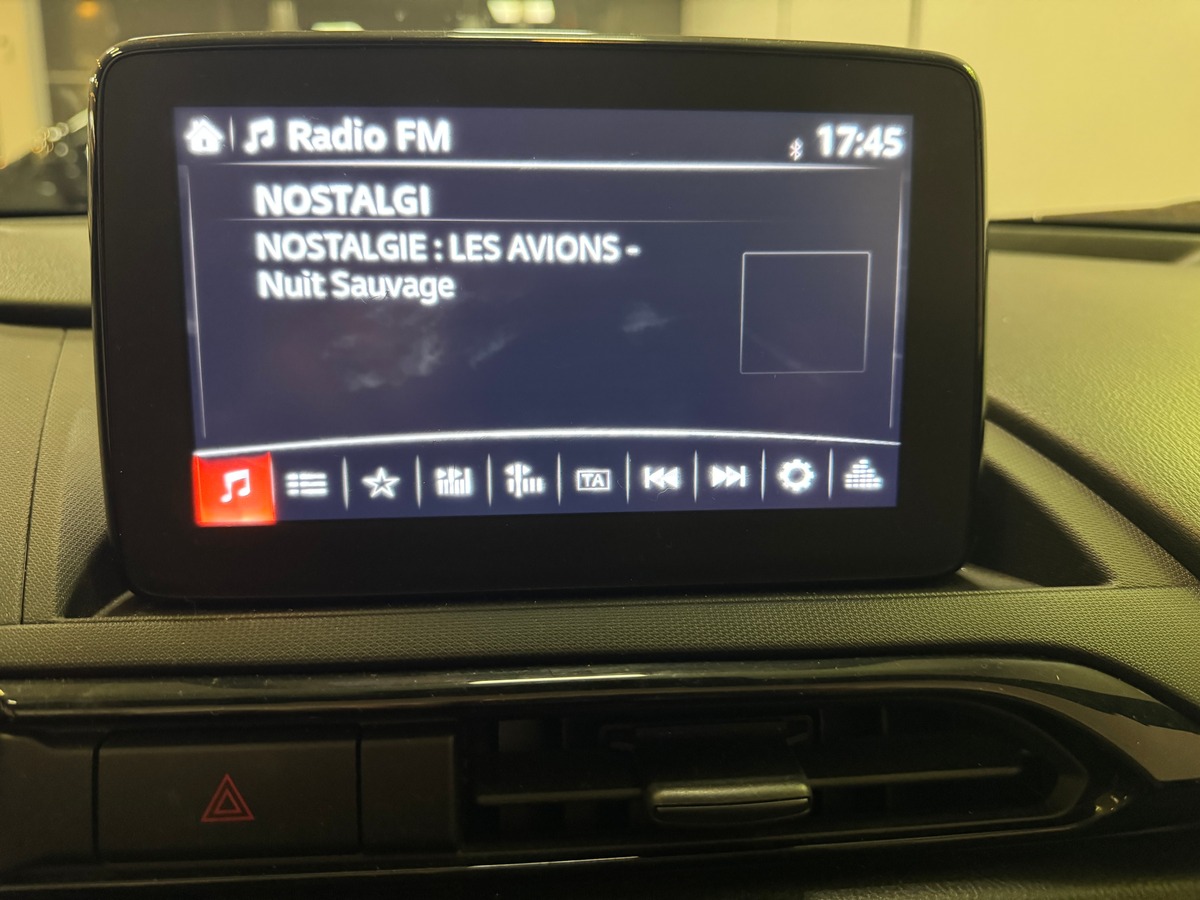 Radio FM
17:45
NOSTALGI
NOSTALGIE : LES AVIONS -
Nuit Sauvage
TA